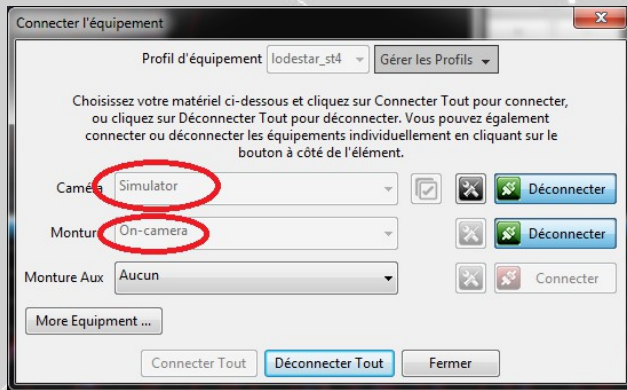 Connecter l'équipement
Profil d'équipement lodestar_st4 Gérer les Profils
Choisissez votre matériel ci-dessous et cliquez sur Connecter Tout pour connecter,
ou cliquez sur Déconnecter Tout pour déconnecter. Vous pouvez également
connecter ou déconnecter les équipements individuellement en cliquant sur le
bouton à côté de l'élément.
Caméra Simulator Déconnecter
Monture On-camera Déconnecter
Monture Aux Aucun Connecter
More Equipment ...
Connecter Tout Déconnecter Tout Fermer